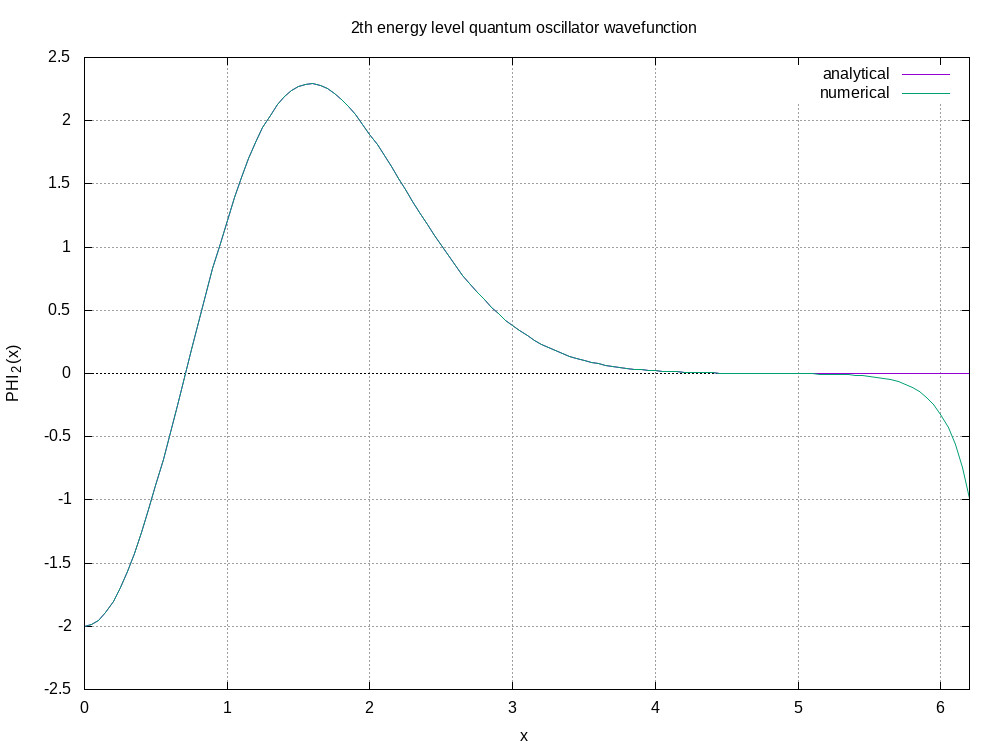 2th energy level quantum oscillator wavefunction
analytical
numerical
2.5
2
1.5
1
0.5
0
-0.5
-1
-1.5
-2
-2.5
PHI₂(x)
0 1 2 3 4 5 6
x